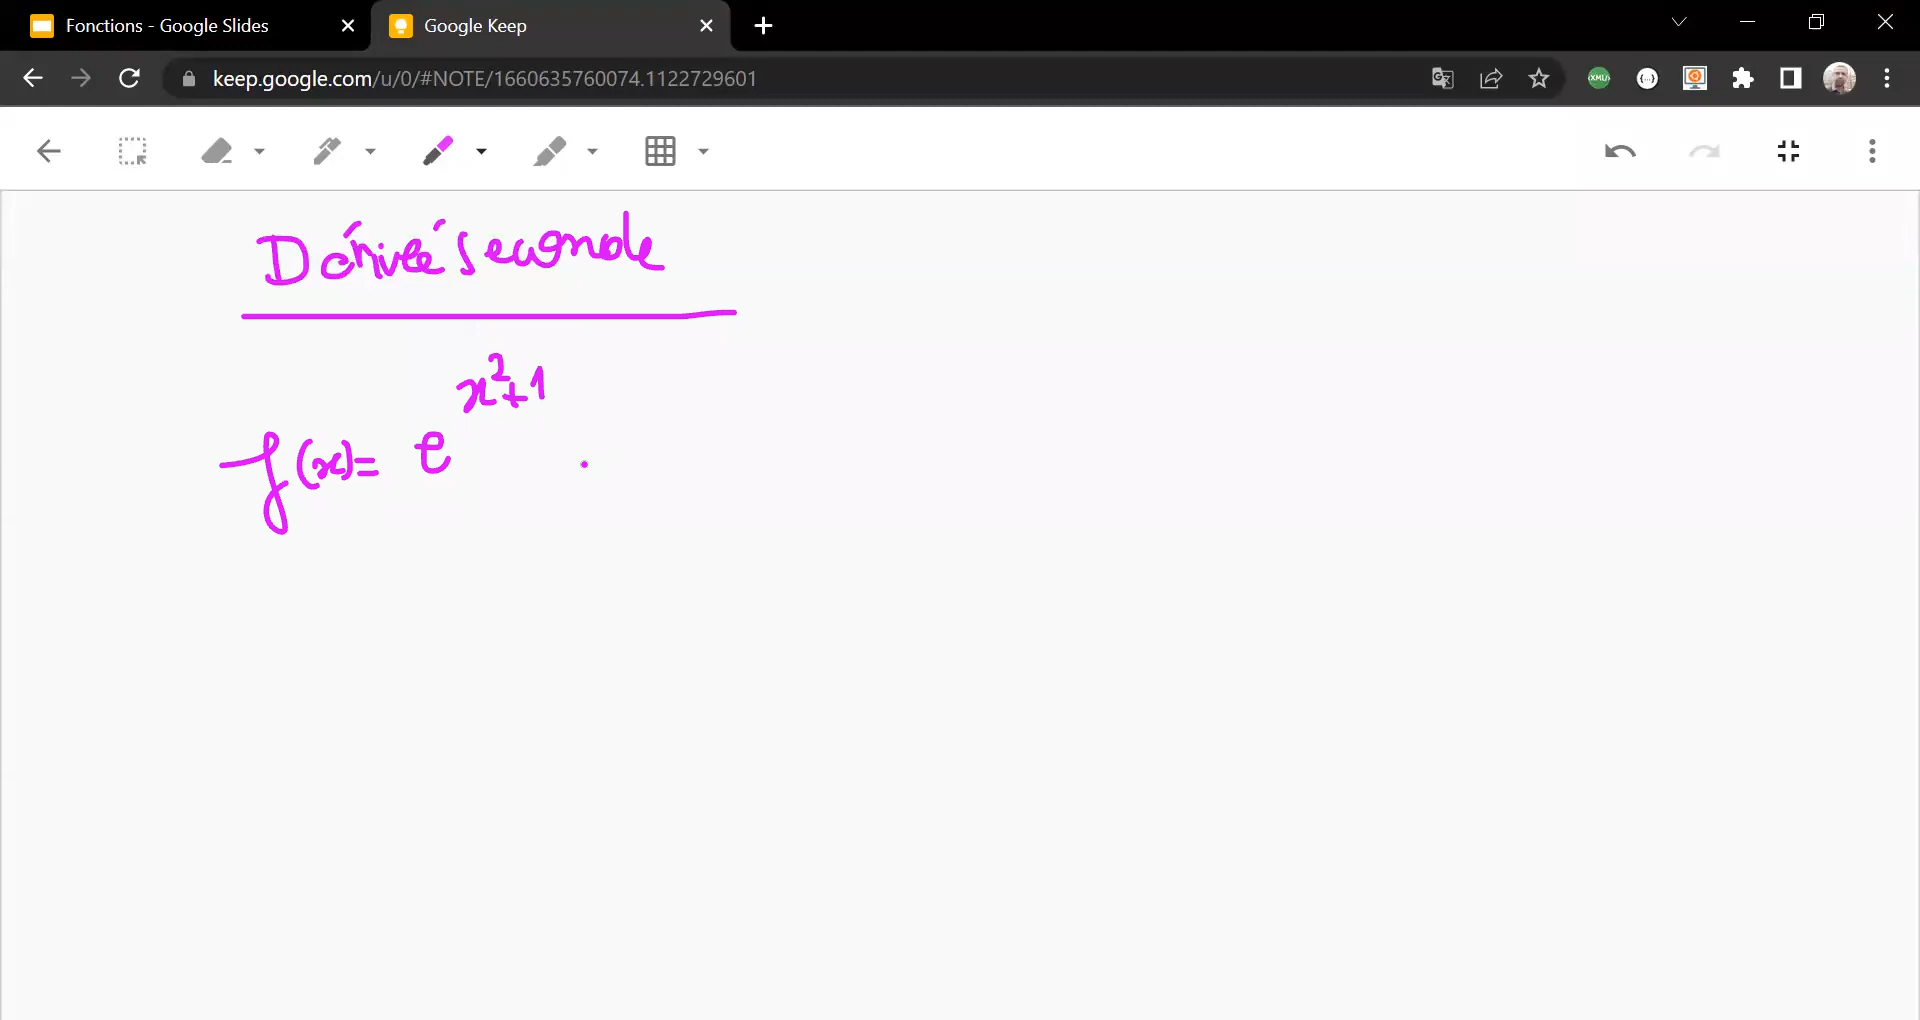 Fonctions - Google Slides
Google Keep
keep.google.com/u/0/#NOTE/1660635760074.1122729601
Dérivée seconde
f(x)= e^{x²+1}